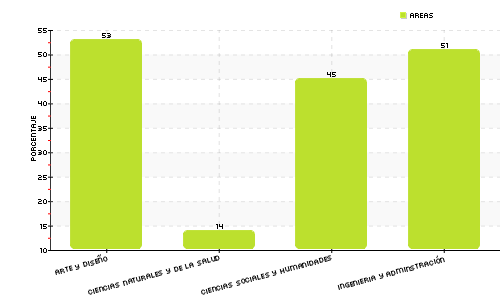 AREAS
55
50
45
40
35
30
25
20
15
10
PORCENTAJE
53
14
45
51
ARTE Y DISEÑO
CIENCIAS NATURALES Y DE LA SALUD
CIENCIAS SOCIALES Y HUMANIDADES
INGENIERIA Y ADMINSTRACIÓN